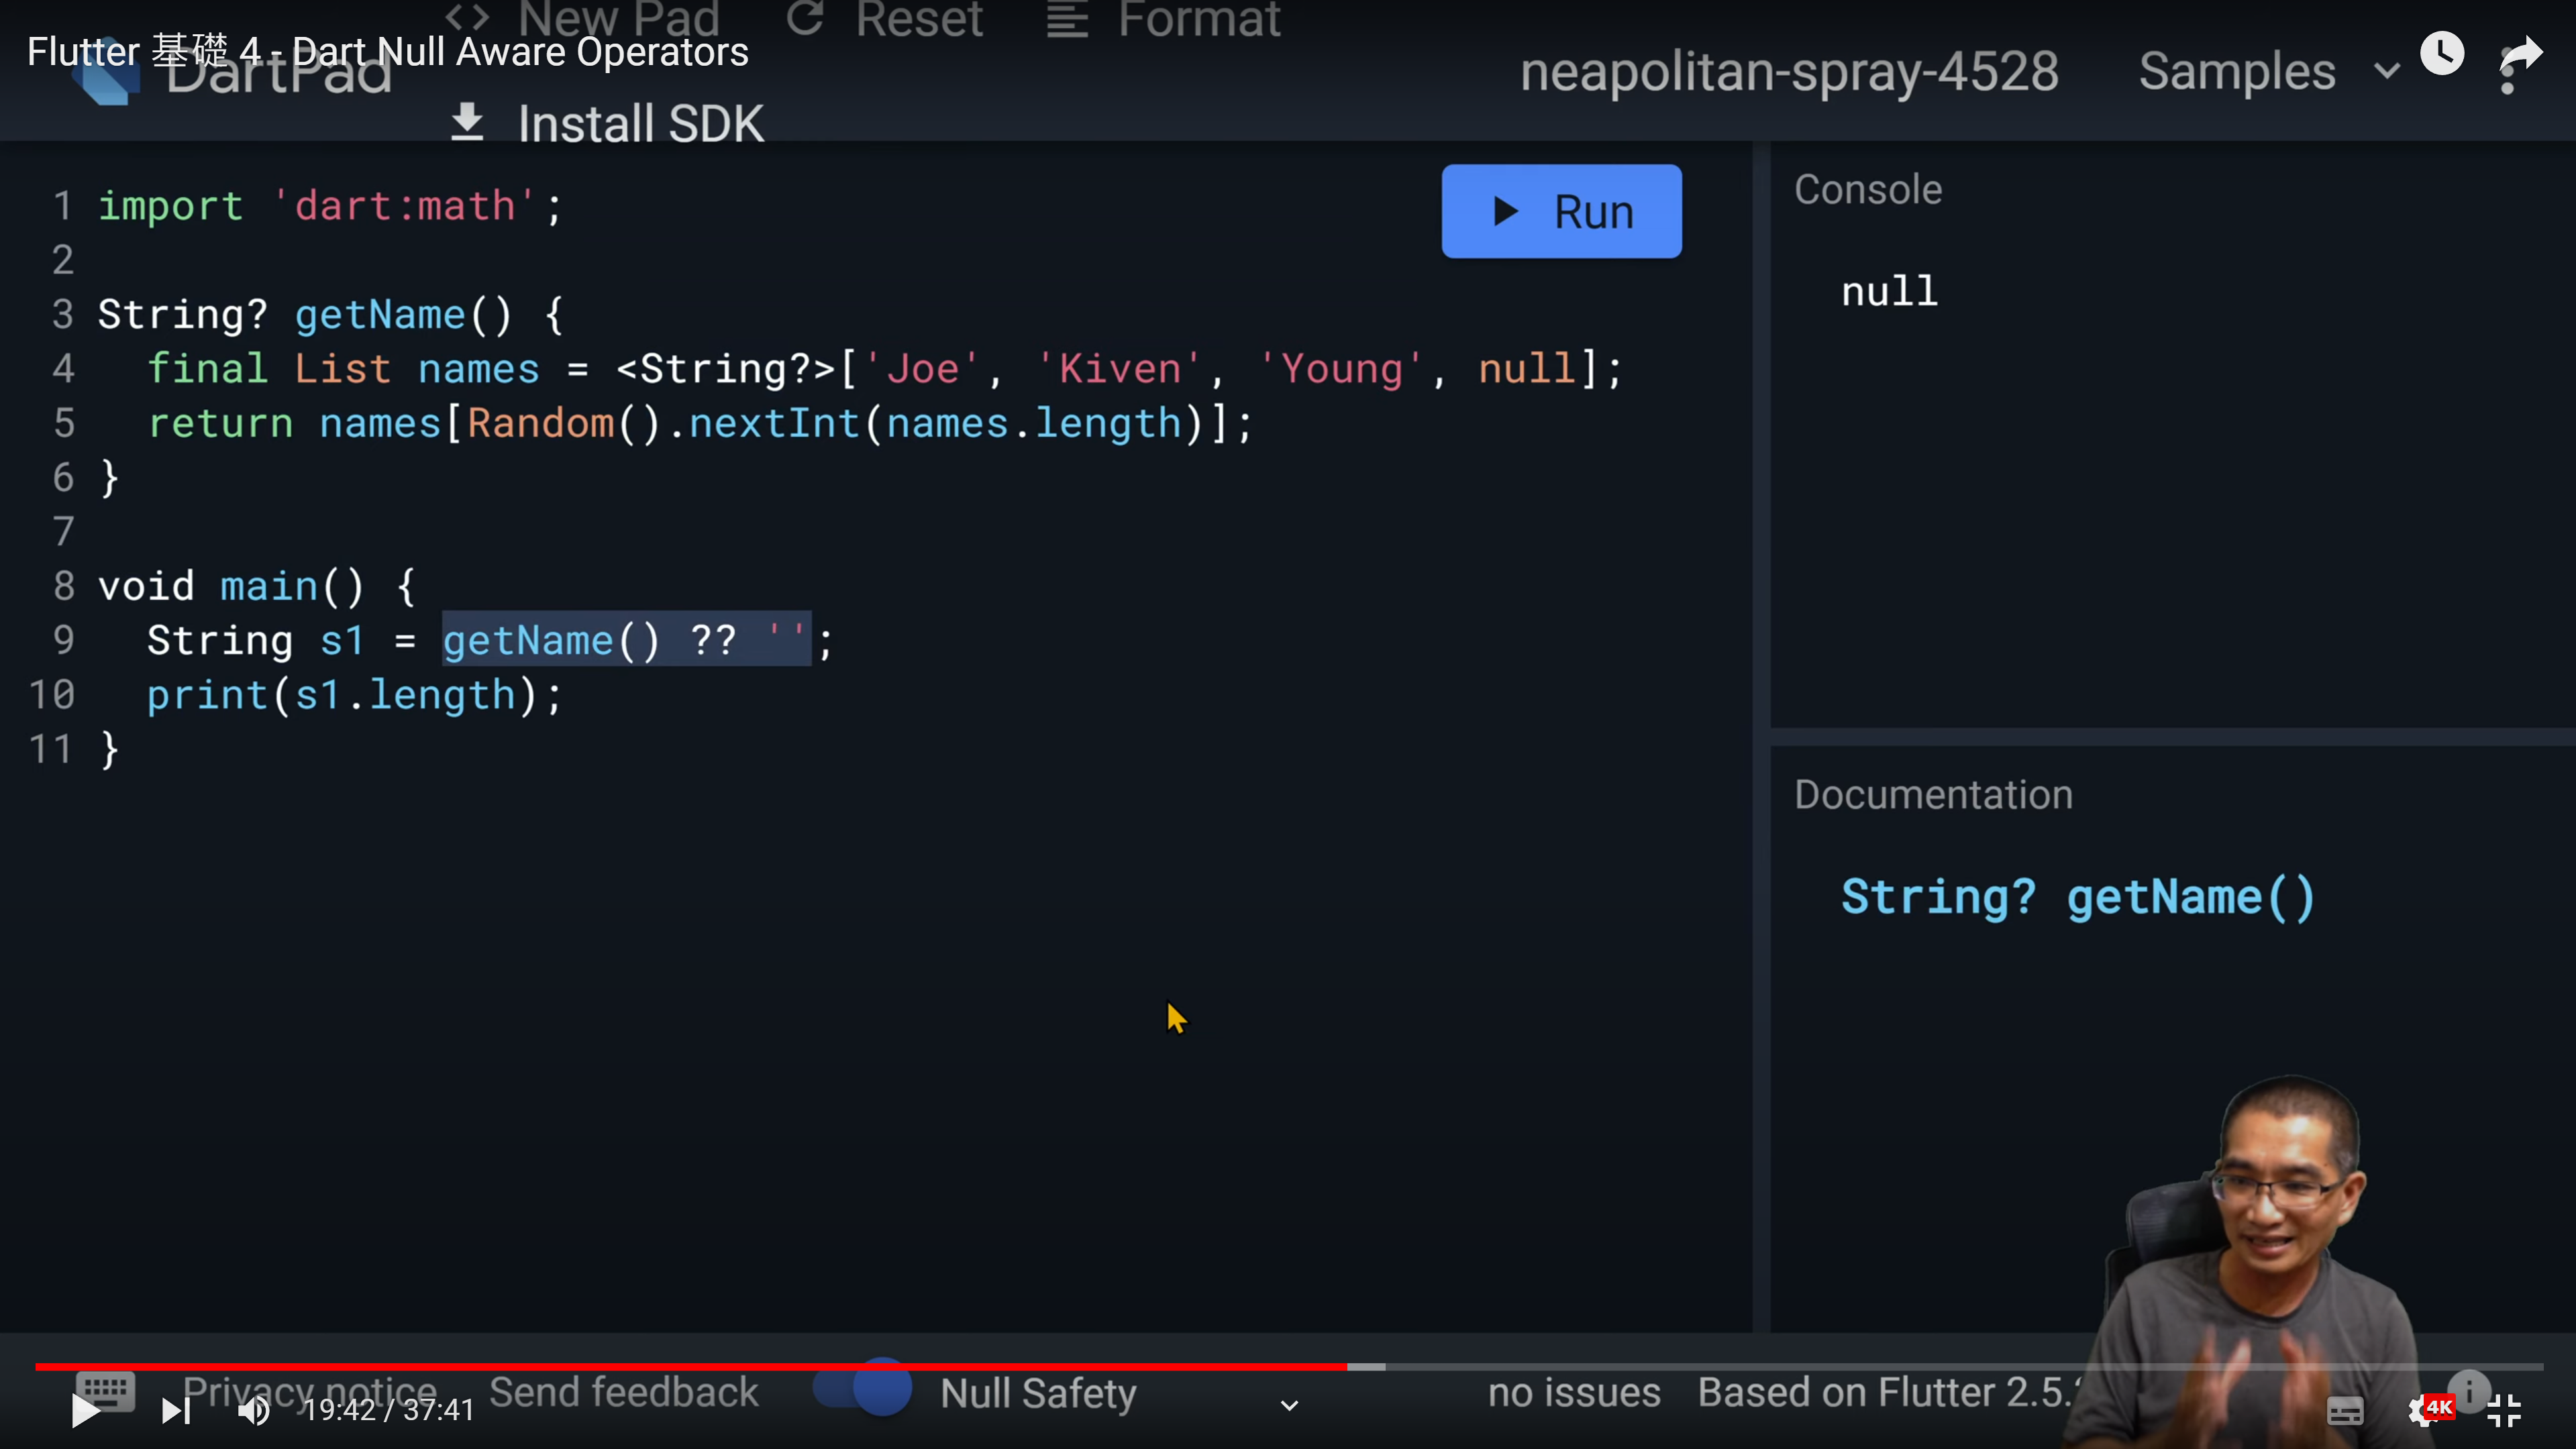 <> New Pad Reset Format
Flutter 基礎 4 - Dart Null Aware Operators
DartPad
neapolitan-spray-4528 Samples
Install SDK
Run
1 import 'dart:math';
2
3 String? getName() {
4 final List names = <String?>['Joe', 'Kiven', 'Young', null];
5 return names[Random().nextInt(names.length)];
6 }
7
8 void main() {
9 String s1 = getName() ?? '';
10 print(s1.length);
11 }
Console
null
Documentation
String? getName()
Privacy notice Send feedback Null Safety no issues Based on Flutter 2.5.
19:42 / 37:41
4K